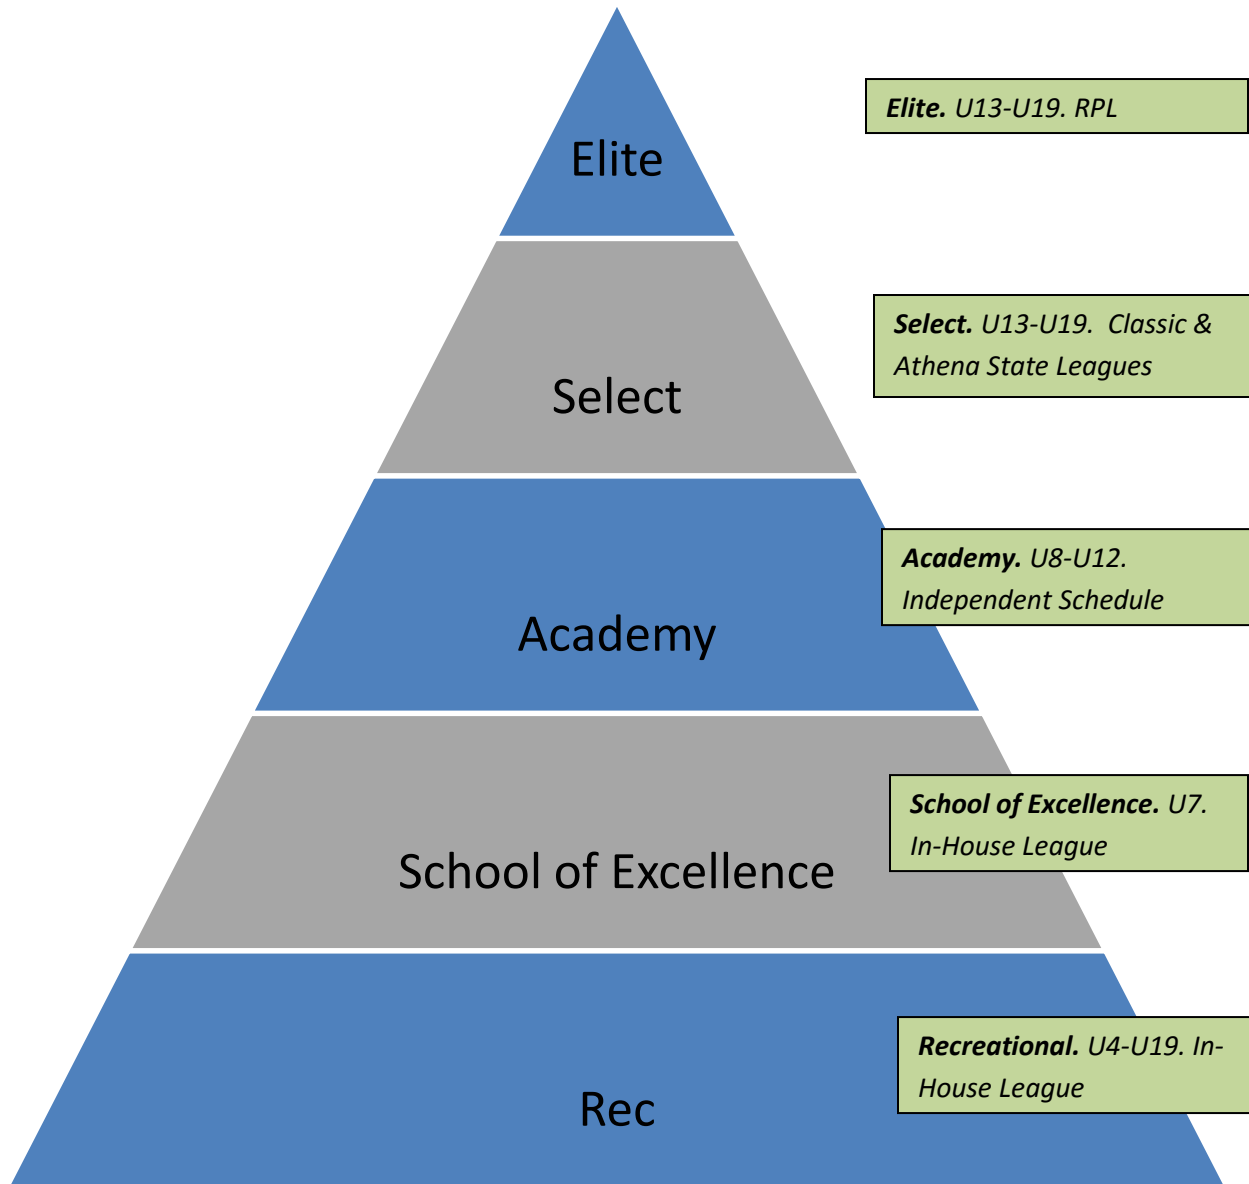 Elite
Elite. U13-U19. RPL
Select. U13-U19. Classic &
Athena State Leagues
Select
Academy. U8-U12.
Independent Schedule
Academy
School of Excellence. U7.
In-House League
School of Excellence
Recreational. U4-U19. In-
House League
Rec